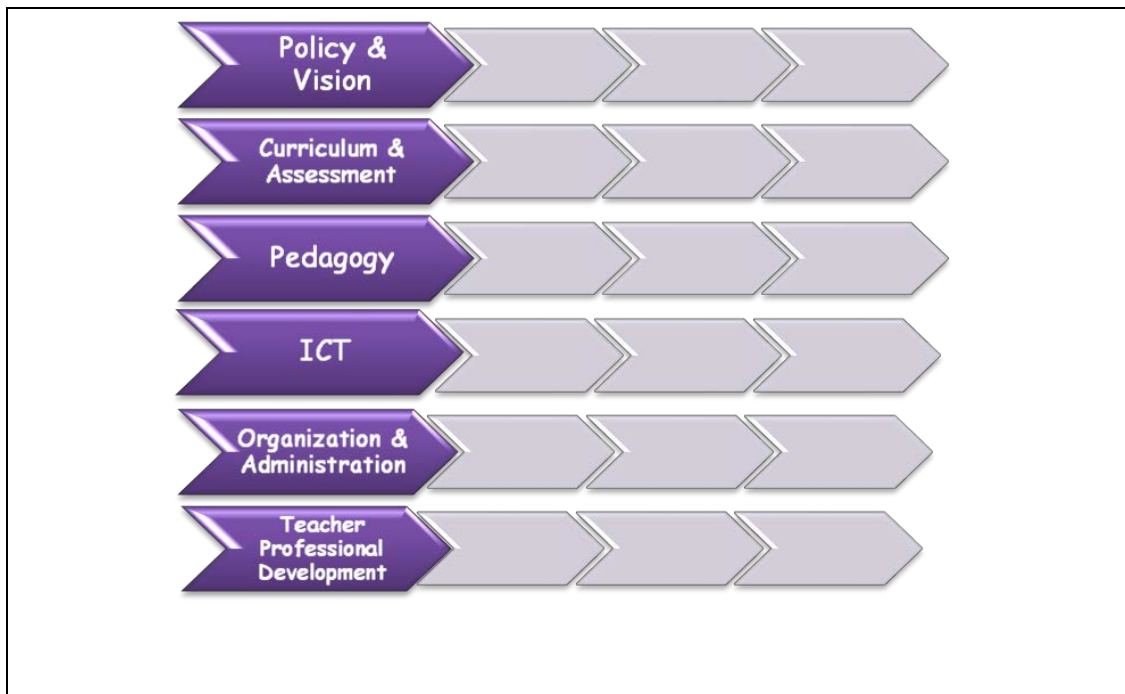 Policy &
Vision
Curriculum &
Assessment
Pedagogy
ICT
Organization &
Administration
Teacher
Professional
Development